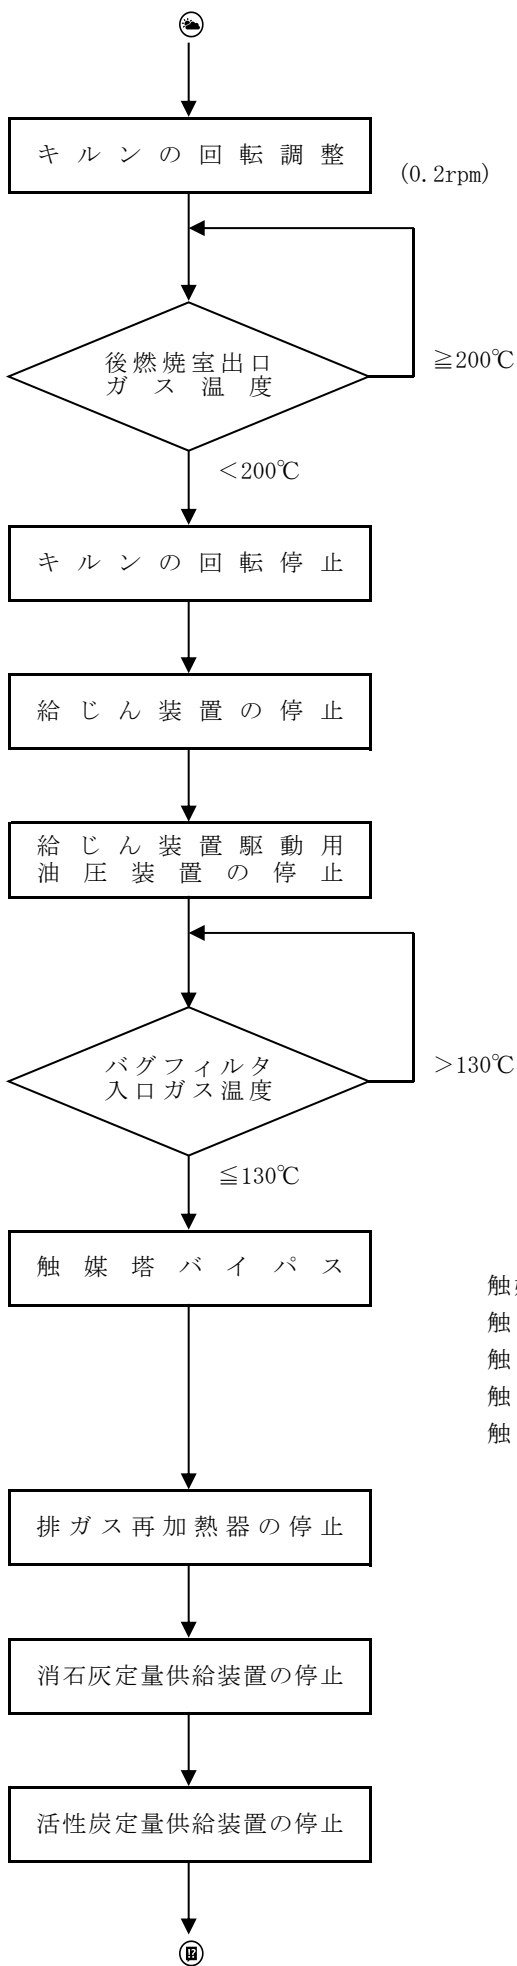 キルンの回転調整
(0.2rpm)
後燃焼室出口
ガス温度
≧200℃
<200℃
キルンの回転停止
給じん装置の停止
給じん装置駆動用
油圧装置の停止
バグフィルタ
入口ガス温度
>130℃
≦130℃
触媒塔バイパス
触
触
触
触
触
排ガス再加熱器の停止
消石灰定量供給装置の停止
活性炭定量供給装置の停止